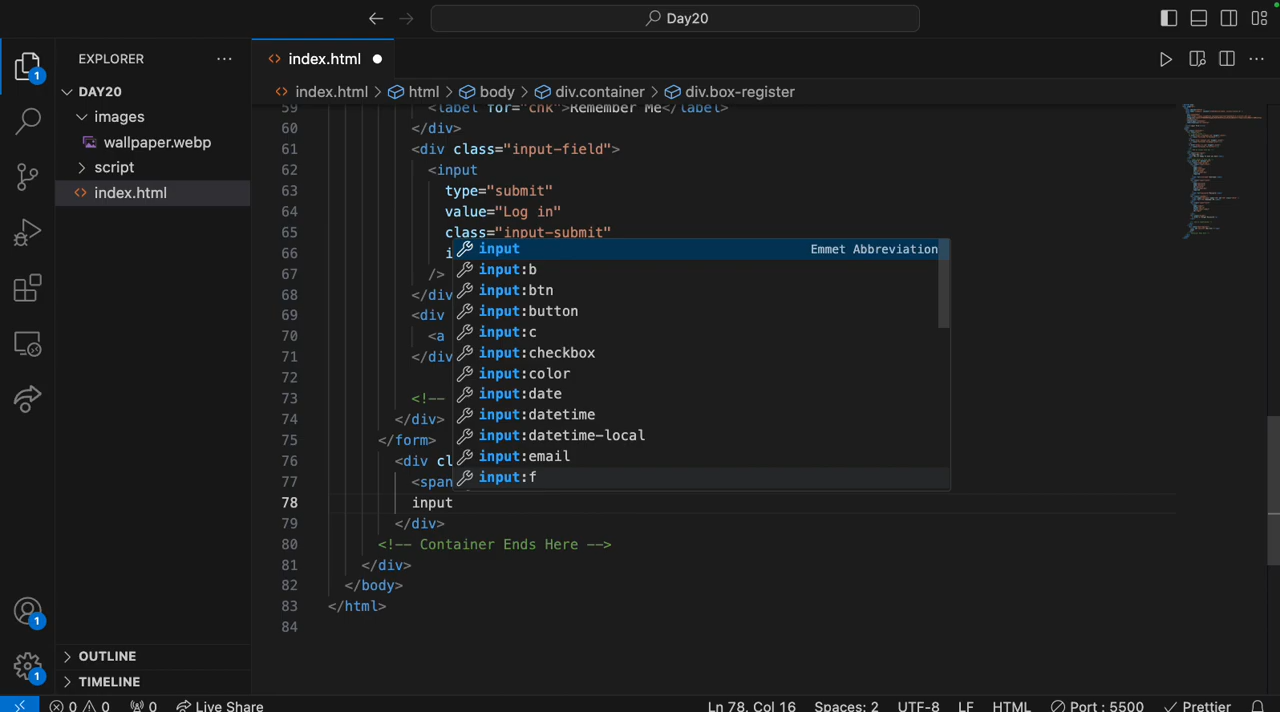 Day20
EXPLORER
index.html
DAY20
images
wallpaper.webp
script
index.html
index.html > html > body > div.container > div.box-register
59 <label for="chk">Remember Me</label>
60 </div>
61 <div class="input-field">
62 <input
63 type="submit"
64 value="Log in"
65 class="input-submit"
66 i
67 />
68 </div
69 <div
70 <a
71 </div
72
73 <!--
74 </div>
75 </form>
76 <div cl
77 <span
78 input
79 </div>
80 <!-- Container Ends Here -->
81 </div>
82 </body>
83 </html>
84
input Emmet Abbreviation
input:b
input:btn
input:button
input:c
input:checkbox
input:color
input:date
input:datetime
input:datetime-local
input:email
input:f
1
1
1
OUTLINE
TIMELINE
0 0 0 Live Share Ln 78, Col 16 Spaces: 2 UTF-8 LF HTML Port : 5500 Prettier